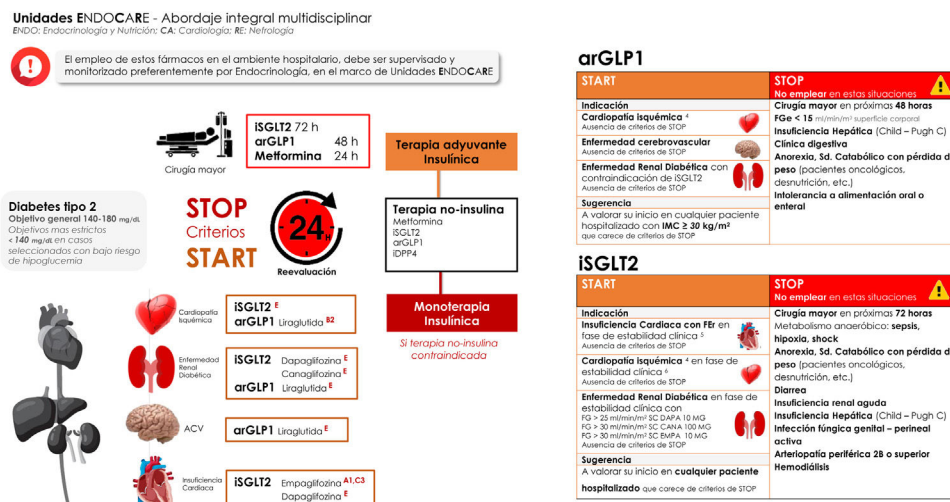 Unidades ENDOCARE - Abordaje integral multidisciplinar
ENDO: Endocrinología y Nutrición; CA: Cardiología; RE: Nefrología
El empleo de estos fármacos en el ambiente hospitalario, debe ser supervisado y
monitorizado preferentemente por Endocrinología, en el marco de Unidades ENDOCARE
Cirugía mayor
iSGLT2 72 h
arGLP1 48 h
Metformina 24 h
Terapia adyuvante
Insulínica
Diabetes tipo 2
Objetivo general 140-180 mg/dL
Objetivos mas estrictos
< 140 mg/dL en casos
seleccionados con bajo riesgo
de hipoglucemia
STOP
Criterios
START
24H
Reevaluación
Terapia no-insulina
Metformina
iSGLT2
arGLP1
iDPP4
Monoterapia
Insulínica
Si terapia no-insulina
contraindicada
Cardiopatía
Isquémica
iSGLT2 E
arGLP1 Liraglutida B2
Enfermedad
Renal
Diabética
iSGLT2 Dapaglifozina E
Canaglifozina E
arGLP1 Liraglutida E
ACV
arGLP1 Liraglutida E
Insuficiencia
Cardiaca
iSGLT2 Empaglifozina A1,C3
Dapaglifozina E
arGLP1
START
Indicación
Cardiopatía isquémica 4
Ausencia de criterios de STOP
Enfermedad cerebrovascular
Ausencia de criterios de STOP
Enfermedad Renal Diabética con
contraindicación de iSGLT2
Ausencia de criterios de STOP
Sugerencia
A valorar su inicio en cualquier paciente
hospitalizado con IMC ≥ 30 kg/m²
que carece de criterios de STOP
STOP
No emplear en estas situaciones
Cirugía mayor en próximas 48 horas
FGe < 15 ml/min/m² superficie corporal
Insuficiencia Hepática (Child – Pugh C)
Clínica digestiva
Anorexia, Sd. Catabólico con pérdida d
peso (pacientes oncológicos,
desnutrición, etc.)
Intolerancia a alimentación oral o
enteral
iSGLT2
START
Indicación
Insuficiencia Cardiaca con FEr en
fase de estabilidad clínica 5
Ausencia de criterios de STOP
Cardiopatía isquémica 4 en fase de
estabilidad clínica 6
Ausencia de criterios de STOP
Enfermedad Renal Diabética en fase de
estabilidad clínica con
FG > 25 ml/min/m² SC DAPA 10 MG
FG > 30 ml/min/m² SC CANA 100 MG
FG > 30 ml/min/m² SC EMPA 10 MG
Ausencia de criterios de STOP
Sugerencia
A valorar su inicio en cualquier paciente
hospitalizado que carece de criterios de STOP
STOP
No emplear en estas situaciones
Cirugía mayor en próximas 72 horas
Metabolismo anaeróbico: sepsis,
hipoxia, shock
Anorexia, Sd. Catabólico con pérdida d
peso (pacientes oncológicos,
desnutrición, etc.)
Diarrea
Insuficiencia renal aguda
Insuficiencia Hepática (Child – Pugh C)
Infección fúngica genital – perineal
activa
Arteriopatía periférica 2B o superior
Hemodiálisis